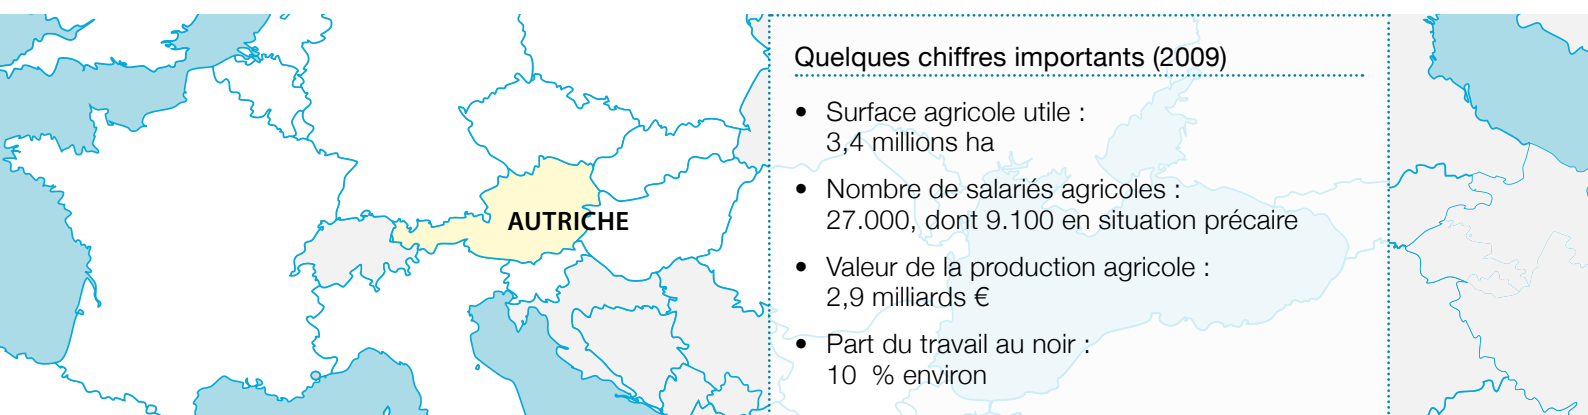 AUTRICHE
Quelques chiffres importants (2009)
• Surface agricole utile :
3,4 millions ha
• Nombre de salariés agricoles :
27.000, dont 9.100 en situation précaire
• Valeur de la production agricole :
2,9 milliards €
• Part du travail au noir :
10 % environ